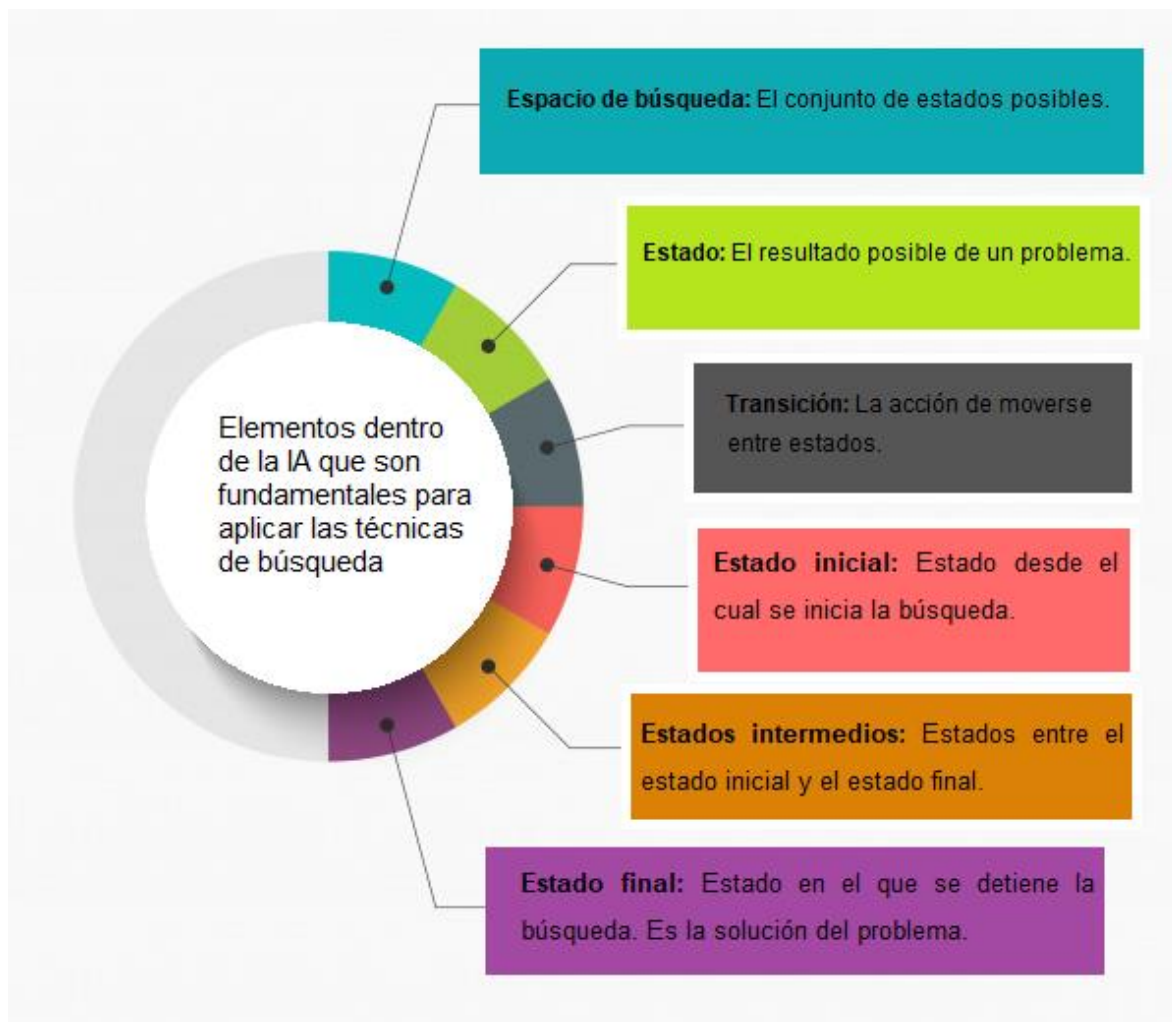 Espacio de búsqueda: El conjunto de estados posibles.
Estado: El resultado posible de un problema.
Transición: La acción de moverse
entre estados.
Elementos dentro
de la IA que son
fundamentales para
aplicar las técnicas
de búsqueda
Estado inicial: Estado desde el
cual se inicia la búsqueda.
Estados intermedios: Estados entre el
estado inicial y el estado final.
Estado final: Estado en el que se detiene la
búsqueda. Es la solución del problema.